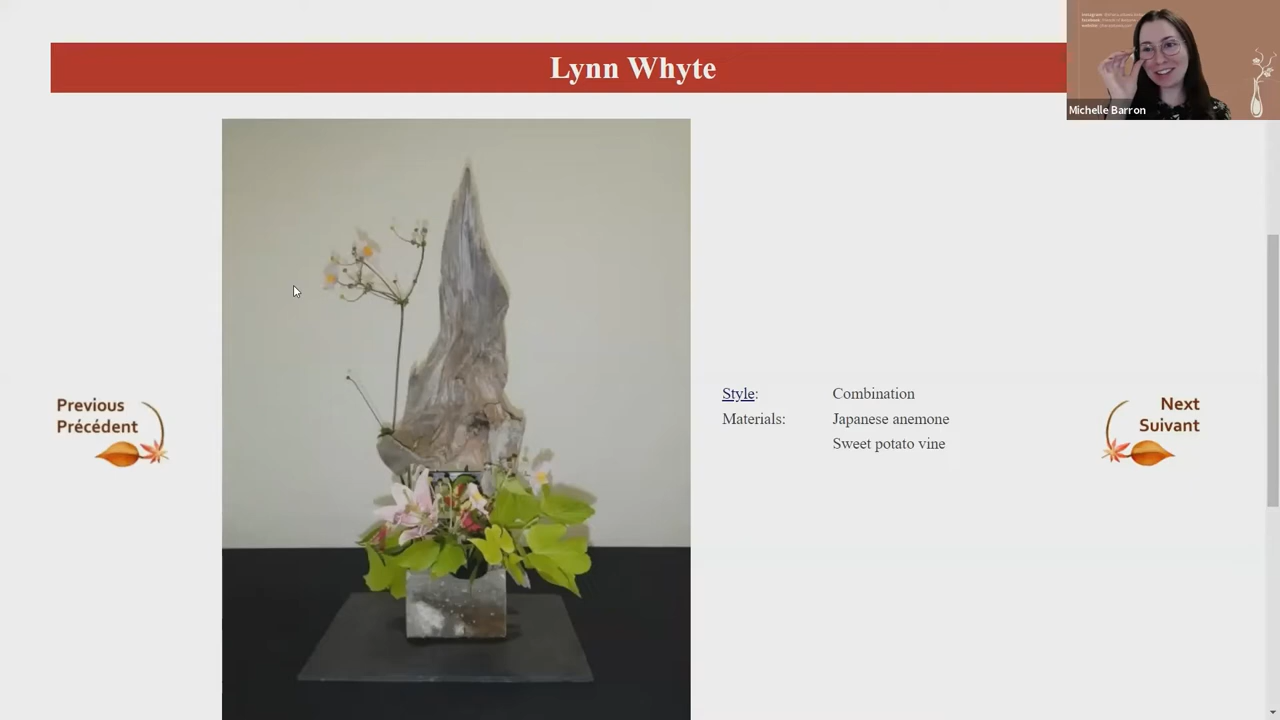 Lynn Whyte
Michelle Barron
Previous
Précédent
Style: Combination
Materials: Japanese anemone
Sweet potato vine
Next
Suivant